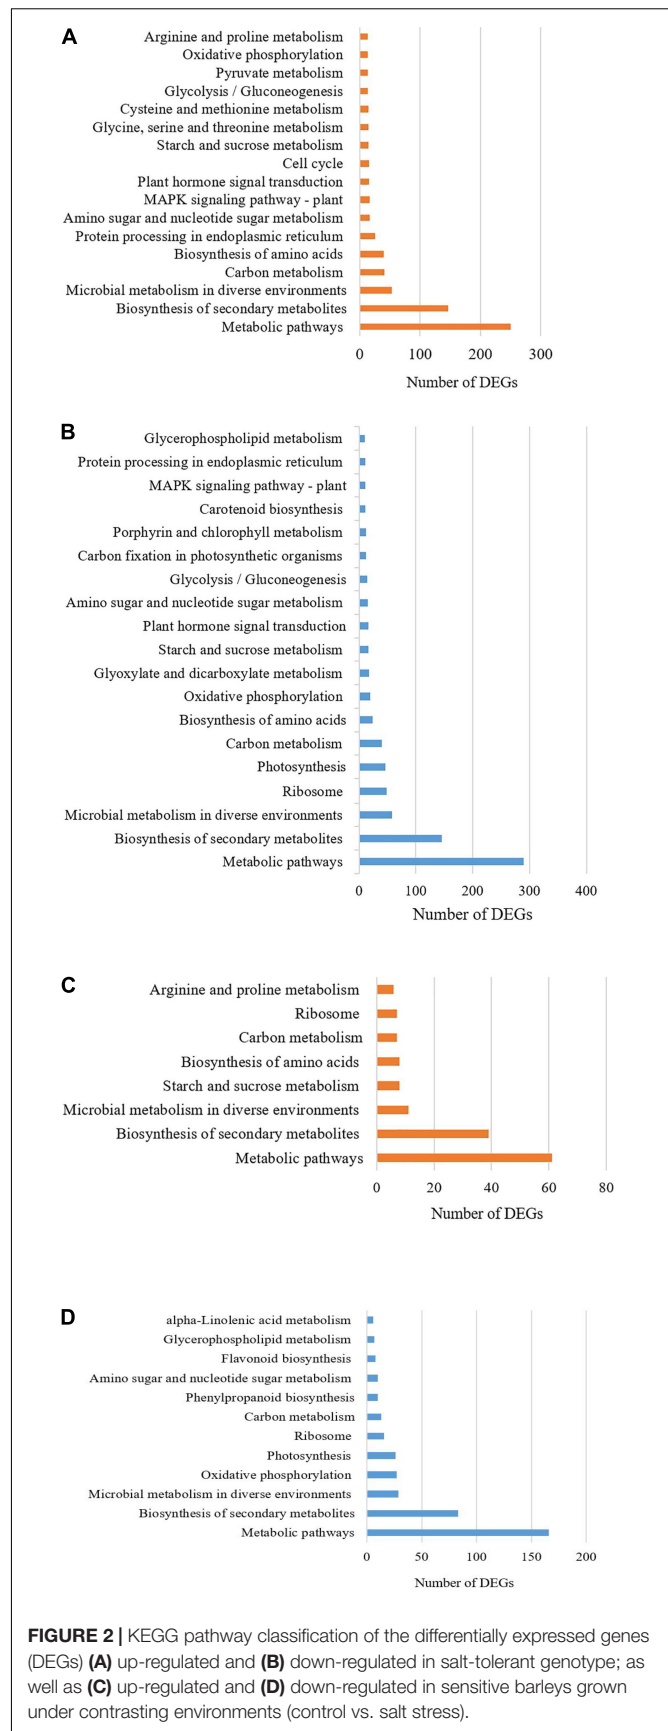 A
Arginine and proline metabolism
Oxidative phosphorylation
Pyruvate metabolism
Glycolysis / Gluconeogenesis
Cysteine and methionine metabolism
Glycine, serine and threonine metabolism
Starch and sucrose metabolism
Cell cycle
Plant hormone signal transduction
MAPK signaling pathway - plant
Amino sugar and nucleotide sugar metabolism
Protein processing in endoplasmic reticulum
Biosynthesis of amino acids
Carbon metabolism
Microbial metabolism in diverse environments
Biosynthesis of secondary metabolites
Metabolic pathways
0 100 200 300
Number of DEGs
B
Glycerophospholipid metabolism
Protein processing in endoplasmic reticulum
MAPK signaling pathway - plant
Carotenoid biosynthesis
Porphyrin and chlorophyll metabolism
Carbon fixation in photosynthetic organisms
Glycolysis / Gluconeogenesis
Amino sugar and nucleotide sugar metabolism
Plant hormone signal transduction
Starch and sucrose metabolism
Glyoxylate and dicarboxylate metabolism
Oxidative phosphorylation
Biosynthesis of amino acids
Carbon metabolism
Photosynthesis
Ribosome
Microbial metabolism in diverse environments
Biosynthesis of secondary metabolites
Metabolic pathways
0 100 200 300 400
Number of DEGs
C
Arginine and proline metabolism
Ribosome
Carbon metabolism
Biosynthesis of amino acids
Starch and sucrose metabolism
Microbial metabolism in diverse environments
Biosynthesis of secondary metabolites
Metabolic pathways
0 20 40 60 80
Number of DEGs
D
alpha-Linolenic acid metabolism
Glycerophospholipid metabolism
Flavonoid biosynthesis
Amino sugar and nucleotide sugar metabolism
Phenylpropanoid biosynthesis
Carbon metabolism
Ribosome
Photosynthesis
Oxidative phosphorylation
Microbial metabolism in diverse environments
Biosynthesis of secondary metabolites
Metabolic pathways
0 50 100 150 200
Number of DEGs
FIGURE 2 | KEGG pathway classification of the differentially expressed genes
(DEGs) (A) up-regulated and (B) down-regulated in salt-tolerant genotype; as
well as (C) up-regulated and (D) down-regulated in sensitive barleys grown
under contrasting environments (control vs. salt stress).